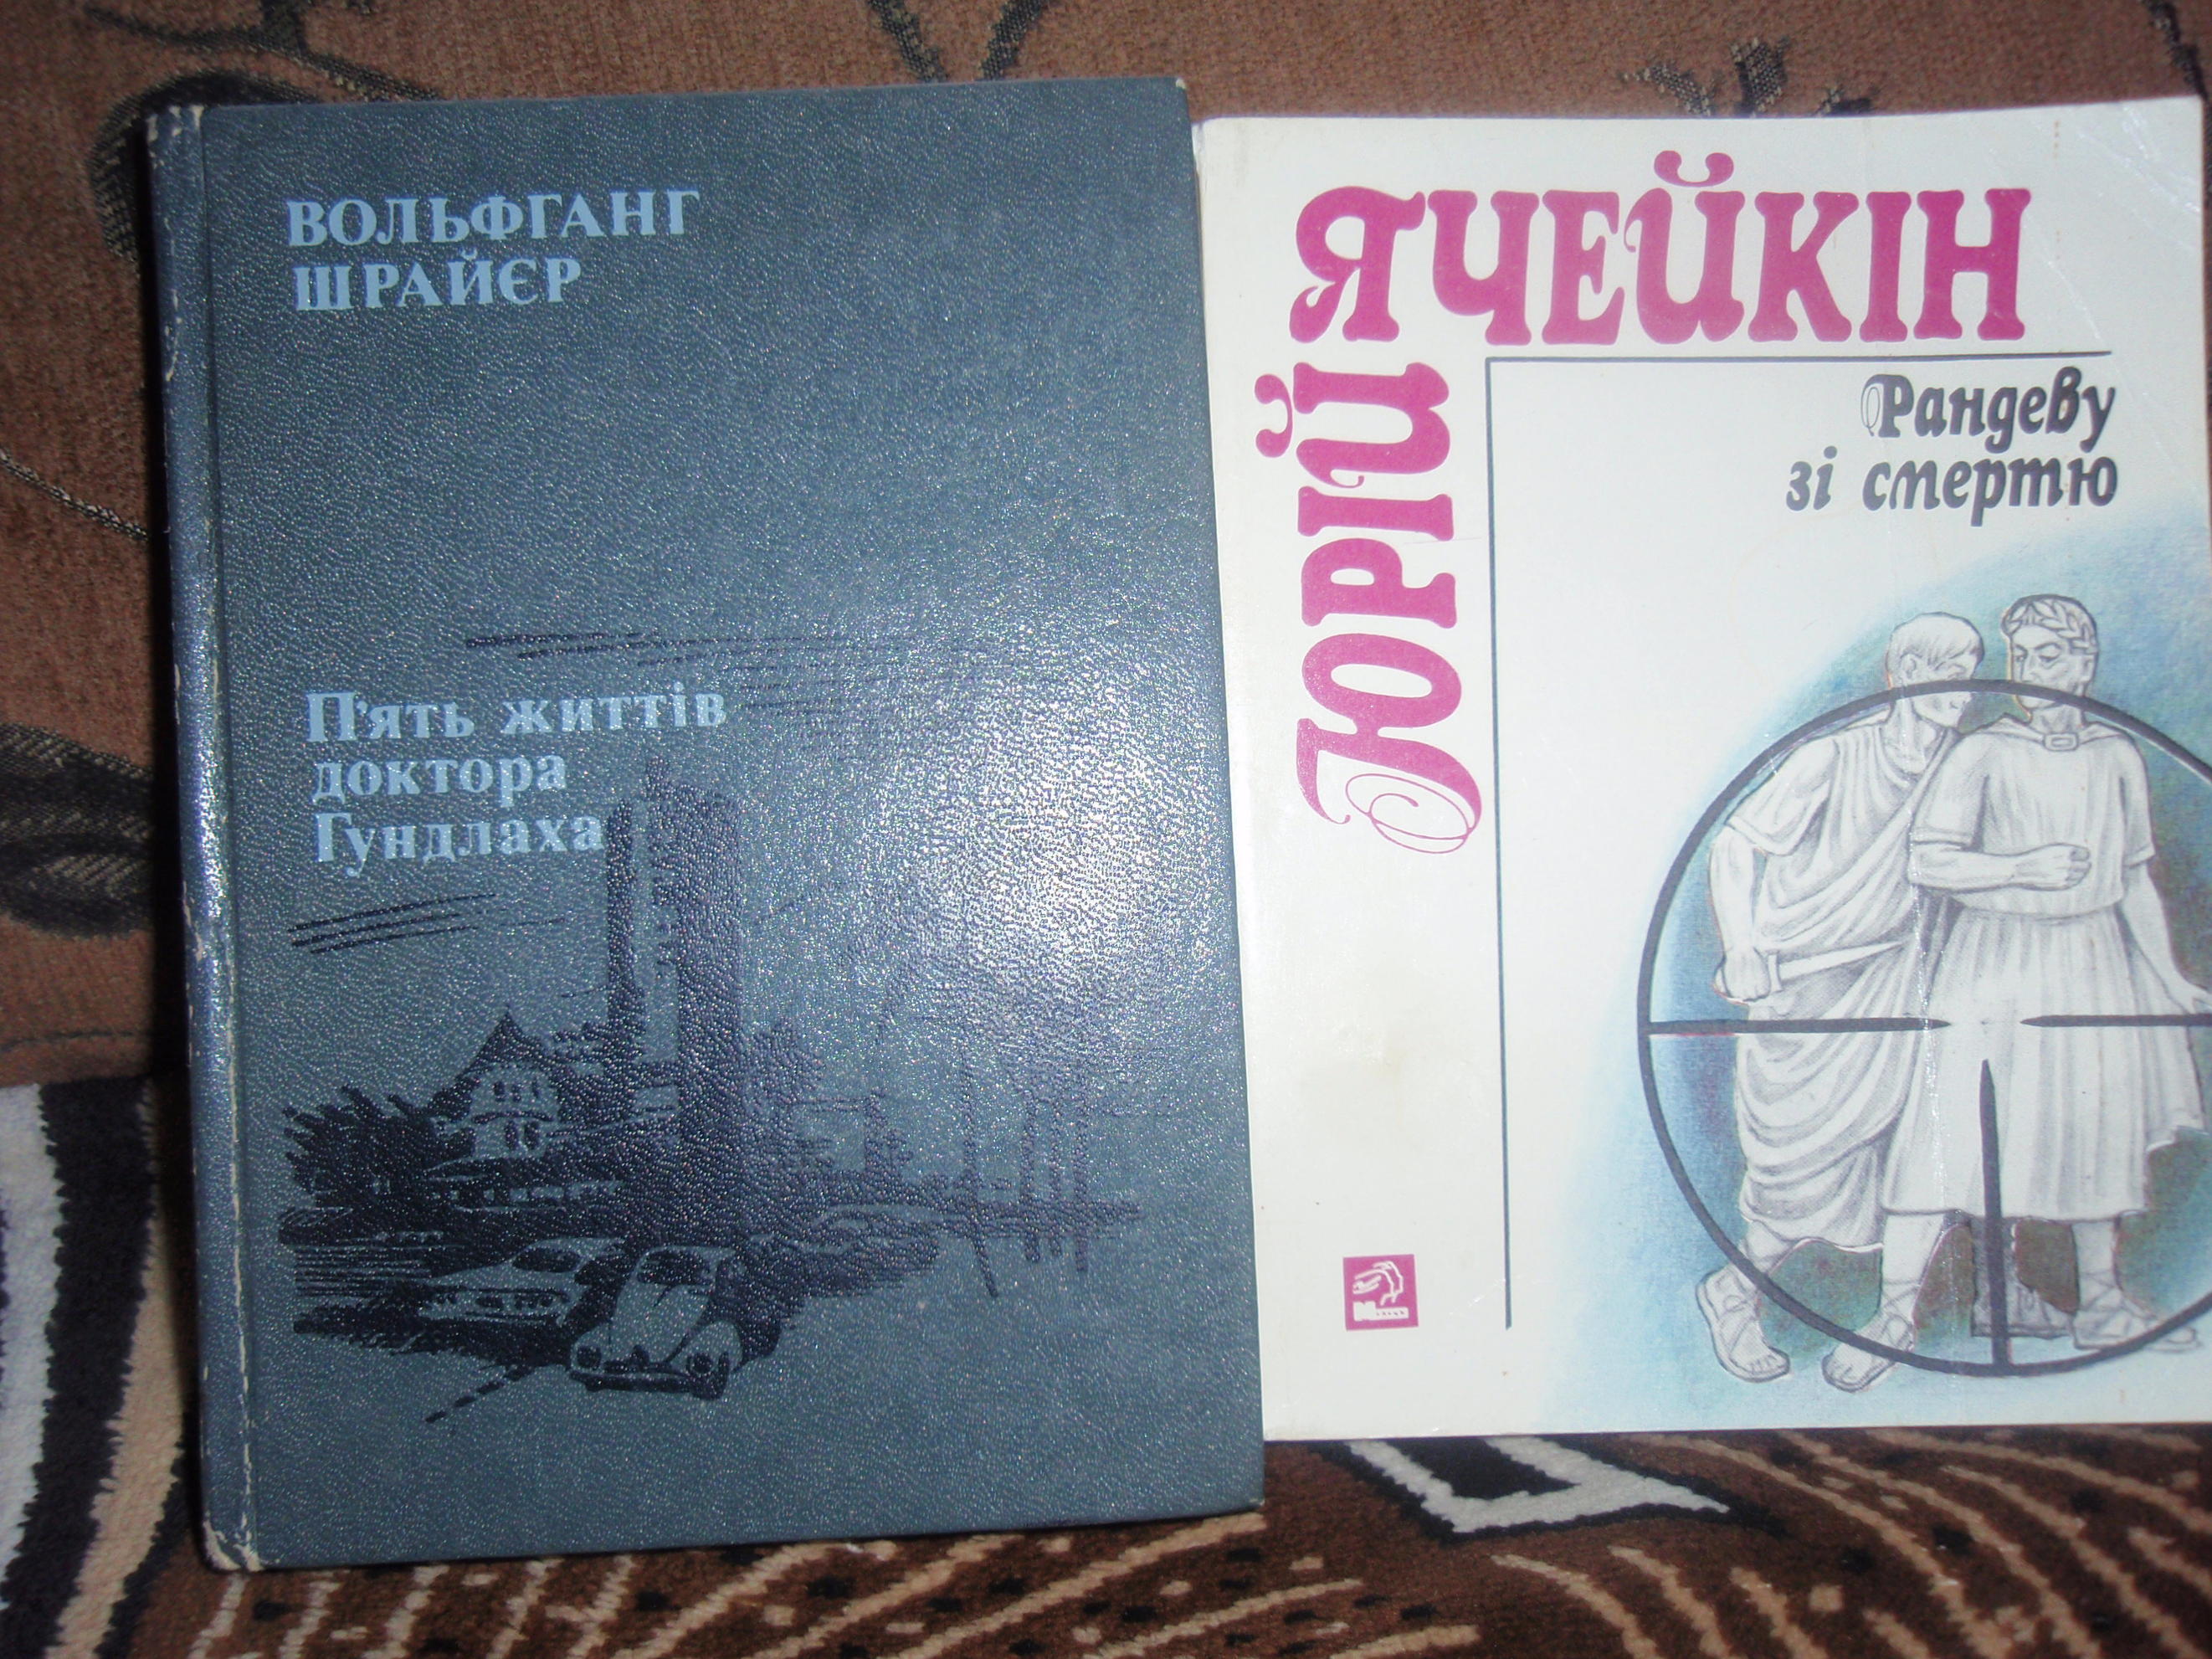 ВОЛЬФГАНГ
ШРАЙЄР
П'ять життів
доктора
Гундлаха
ЮРІЙ
ЯЧЕЙКІН
Рандеву
зі смертю